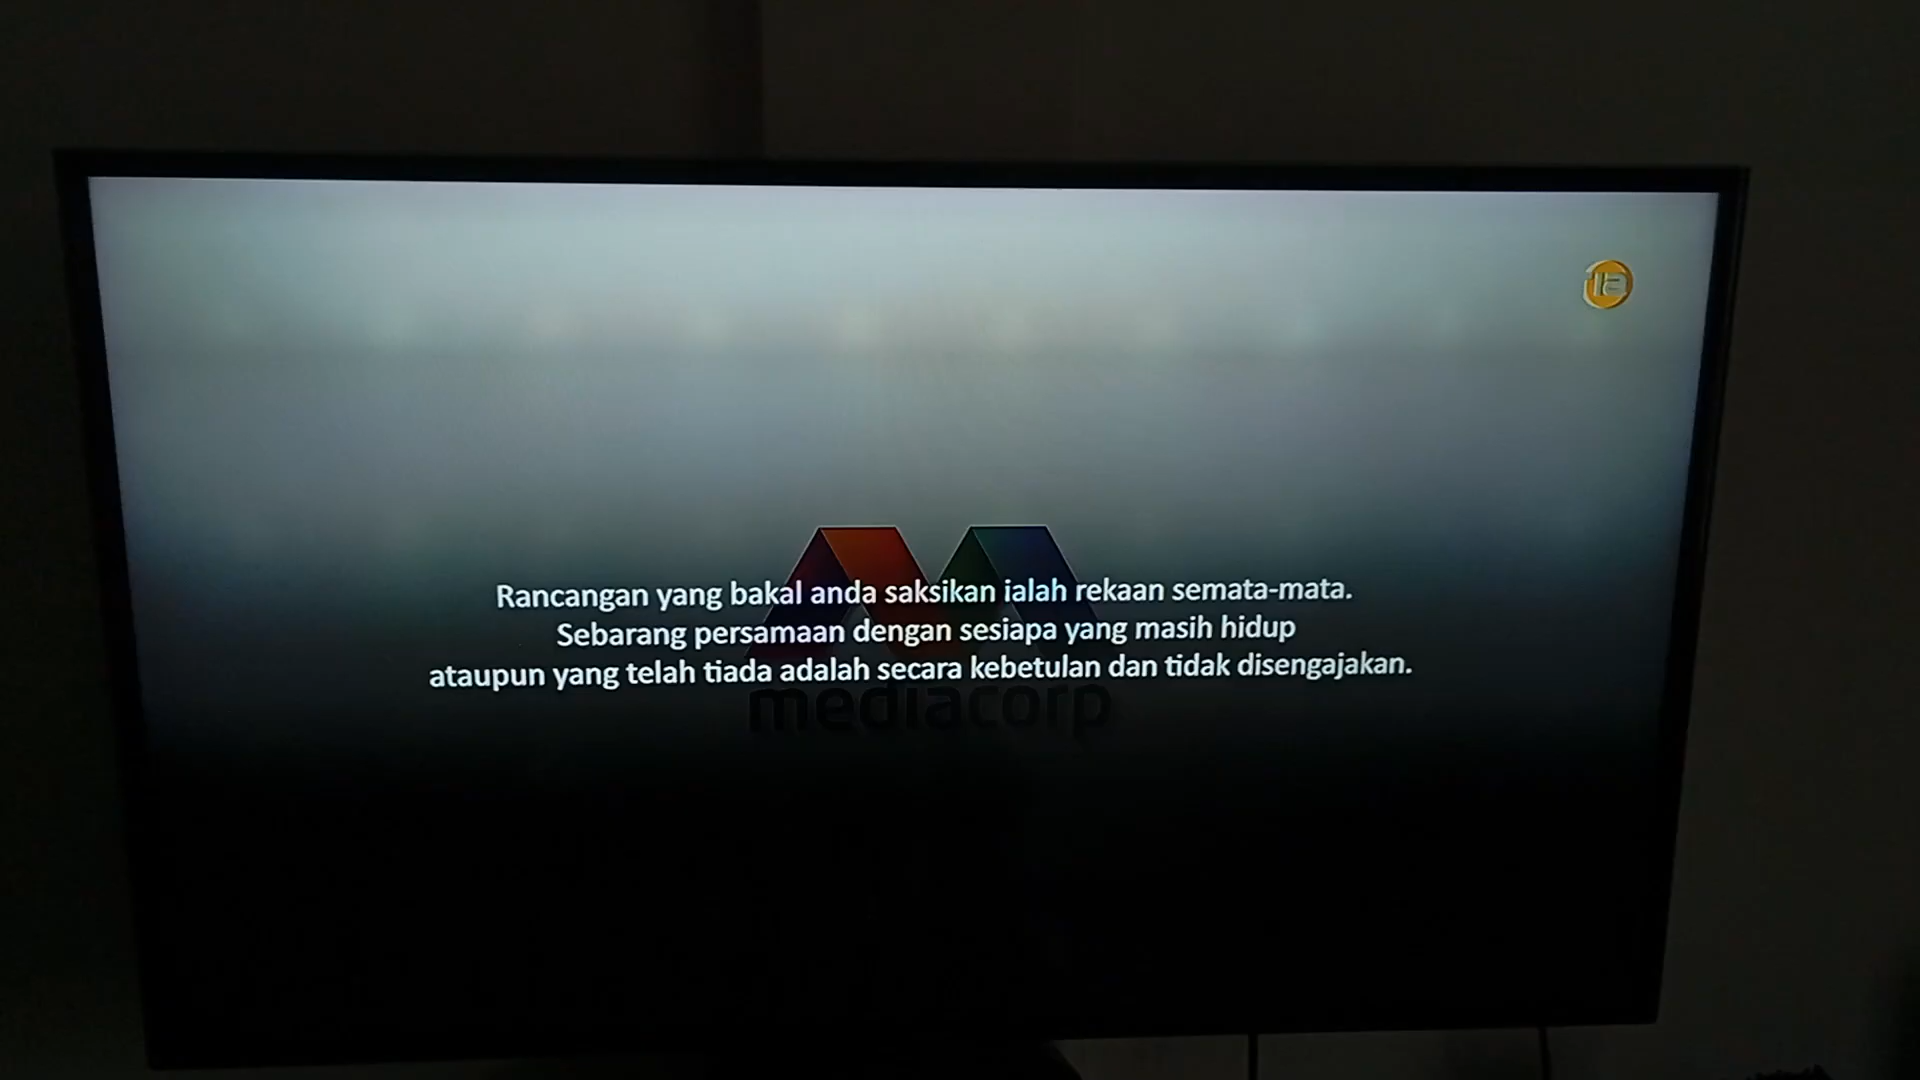 Rancangan yang bakal anda saksikan ialah rekaan semata-mata.
Sebarang persamaan dengan sesiapa yang masih hidup
ataupun yang telah tiada adalah secara kebetulan dan tidak disengajakan.
mediacorp